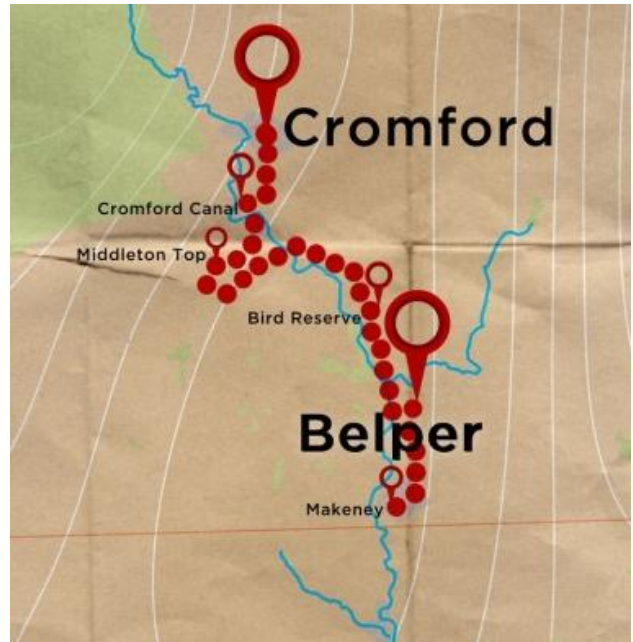 Cromford
Cromford Canal
Middleton Top
Bird Reserve
Belper
Makeney